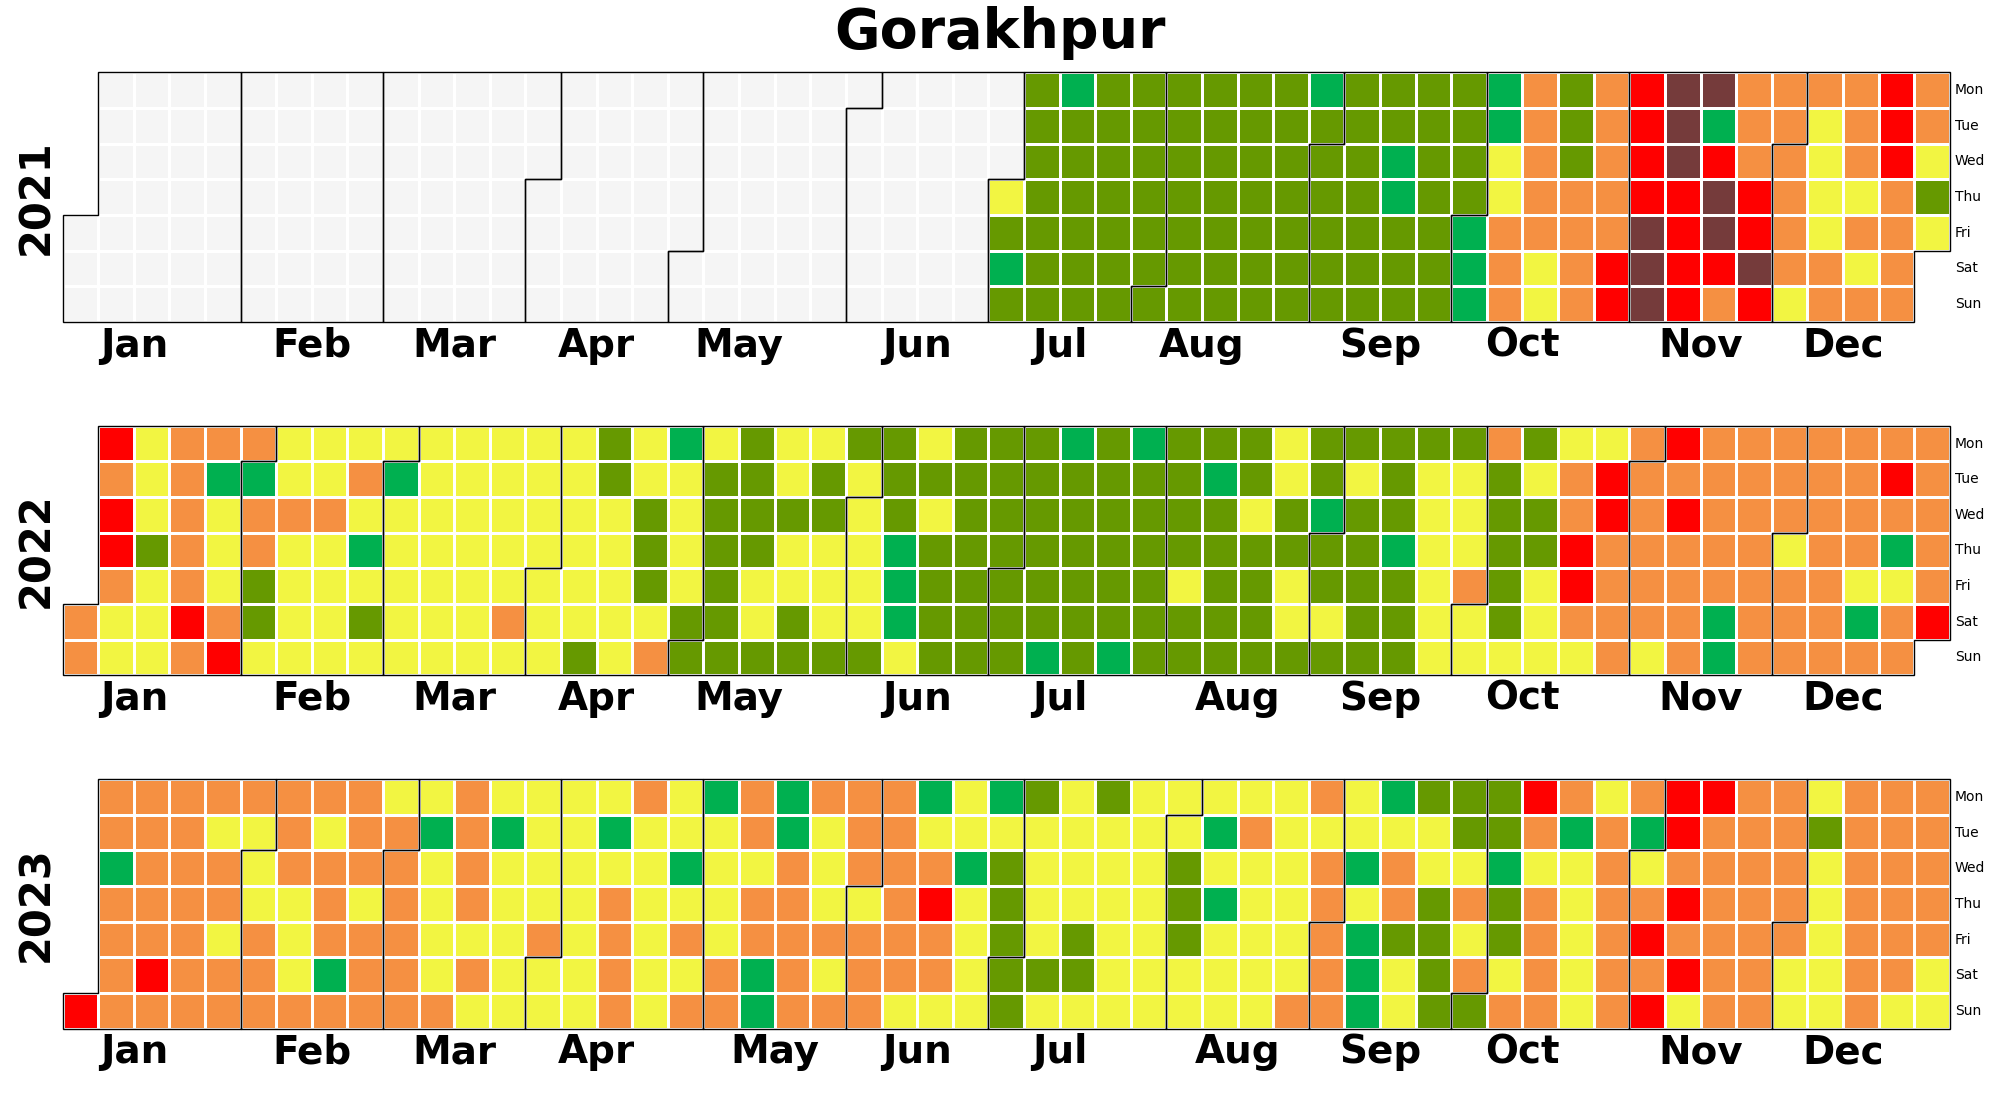 Gorakhpur
2021
Mon
Tue
Wed
Thu
Fri
Sat
Sun
Jan Feb Mar Apr May Jun Jul Aug Sep Oct Nov Dec
2022
Mon
Tue
Wed
Thu
Fri
Sat
Sun
Jan Feb Mar Apr May Jun Jul Aug Sep Oct Nov Dec
2023
Mon
Tue
Wed
Thu
Fri
Sat
Sun
Jan Feb Mar Apr May Jun Jul Aug Sep Oct Nov Dec